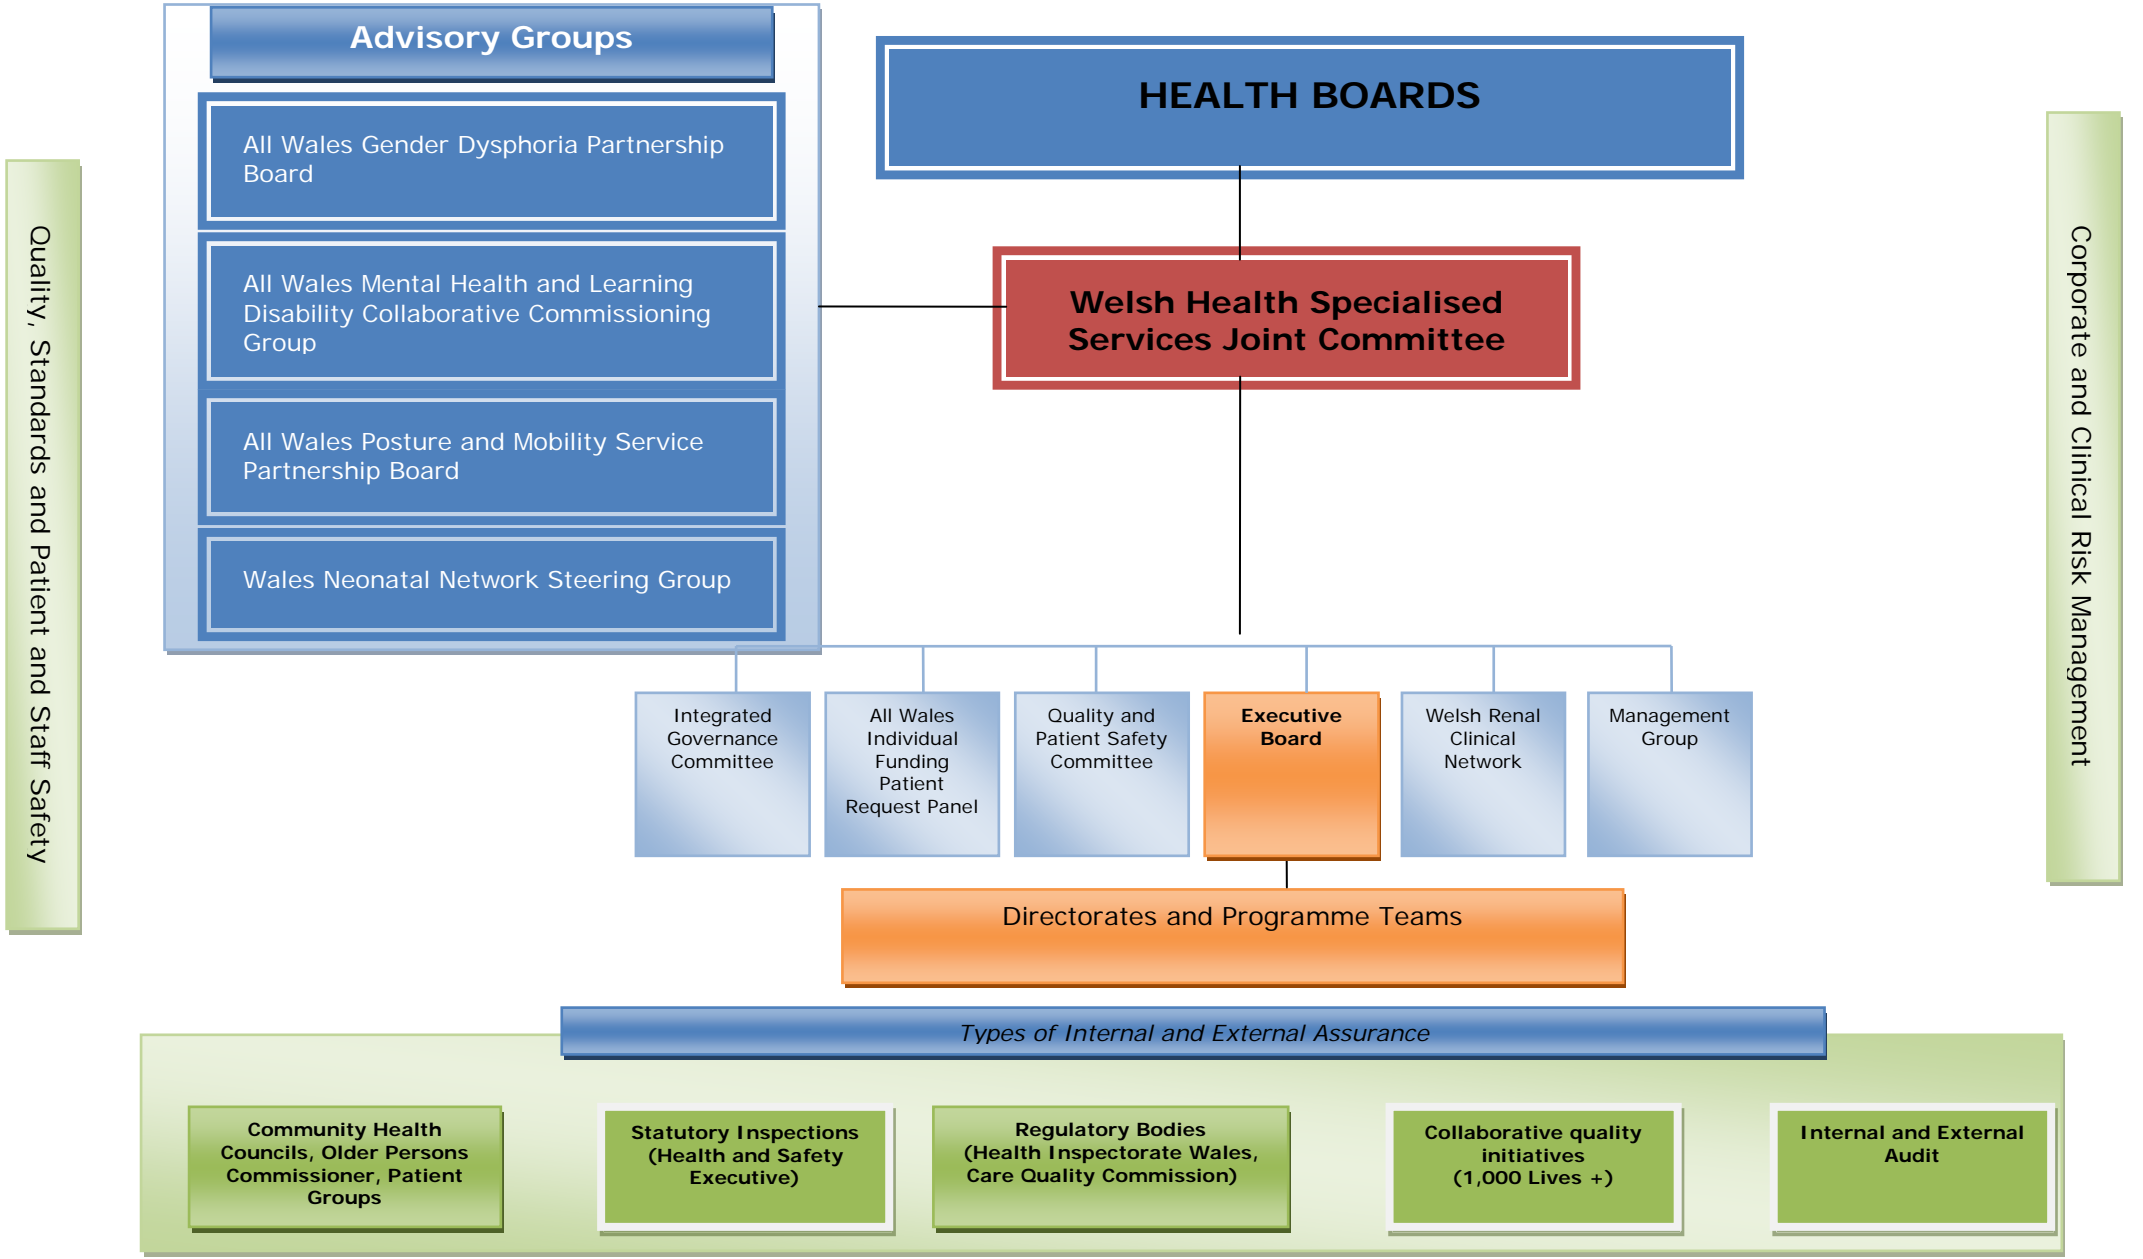 Advisory Groups
All Wales Gender Dysphoria Partnership
Board
All Wales Mental Health and Learning
Disability Collaborative Commissioning
Group
All Wales Posture and Mobility Service
Partnership Board
Wales Neonatal Network Steering Group
HEALTH BOARDS
Welsh Health Specialised
Services Joint Committee
Quality, Standards and Patient and Staff Safety
Corporate and Clinical Risk Management
Integrated
Governance
Committee
All Wales
Individual
Funding
Patient
Request Panel
Quality and
Patient Safety
Committee
Executive
Board
Welsh Renal
Clinical
Network
Management
Group
Directorates and Programme Teams
Types of Internal and External Assurance
Community Health
Councils, Older Persons
Commissioner, Patient
Groups
Statutory Inspections
(Health and Safety
Executive)
Regulatory Bodies
(Health Inspectorate Wales,
Care Quality Commission)
Collaborative quality
initiatives
(1,000 Lives +)
Internal and External
Audit